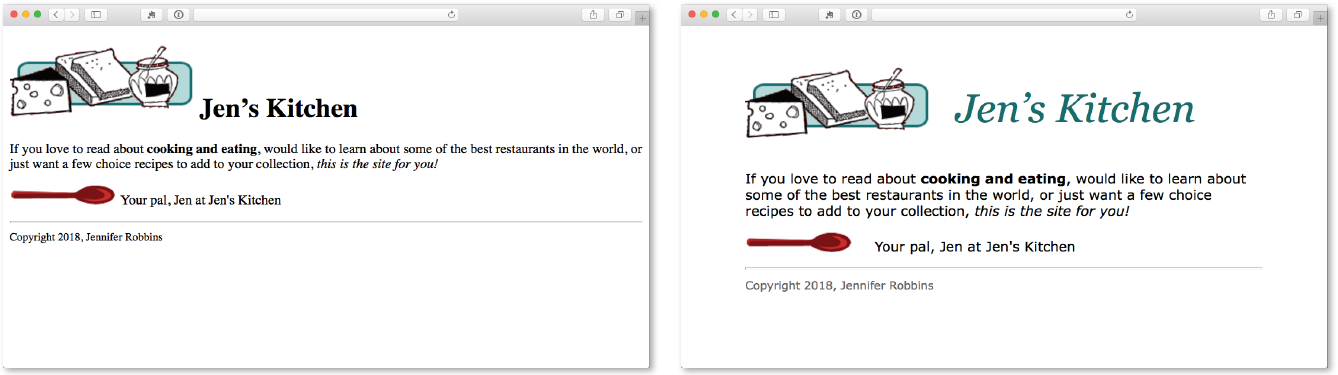 Jen’s Kitchen
If you love to read about cooking and eating, would like to learn about some of the best restaurants in the world, or
just want a few choice recipes to add to your collection, this is the site for you!
Your pal, Jen at Jen's Kitchen
Copyright 2018, Jennifer Robbins
Jen’s Kitchen
If you love to read about cooking and eating, would like to learn about
some of the best restaurants in the world, or just want a few choice
recipes to add to your collection, this is the site for you!
Your pal, Jen at Jen's Kitchen
Copyright 2018, Jennifer Robbins